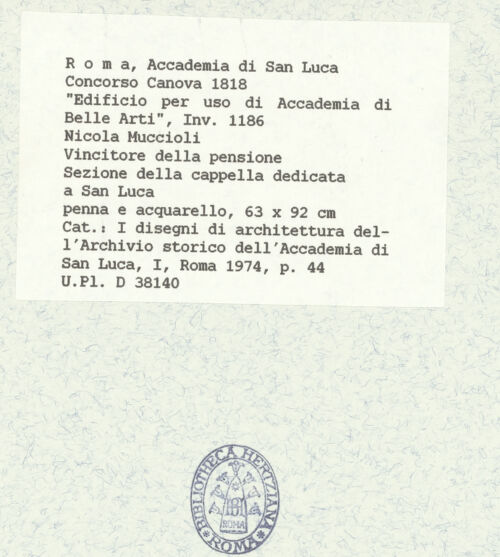 R o m a, Accademia di San Luca
Concorso Canova 1818
"Edificio per uso di Accademia di
Belle Arti", Inv. 1186
Nicola Muccioli
Vincitore della pensione
Sezione della cappella dedicata
a San Luca
penna e acquarello, 63 x 92 cm
Cat.: I disegni di architettura del-
l'Archivio storico dell'Accademia di
San Luca, I, Roma 1974, p. 44
U.Pl. D 38140
BIBLIOTHECA HERTZIANA
ROMA
ROMA